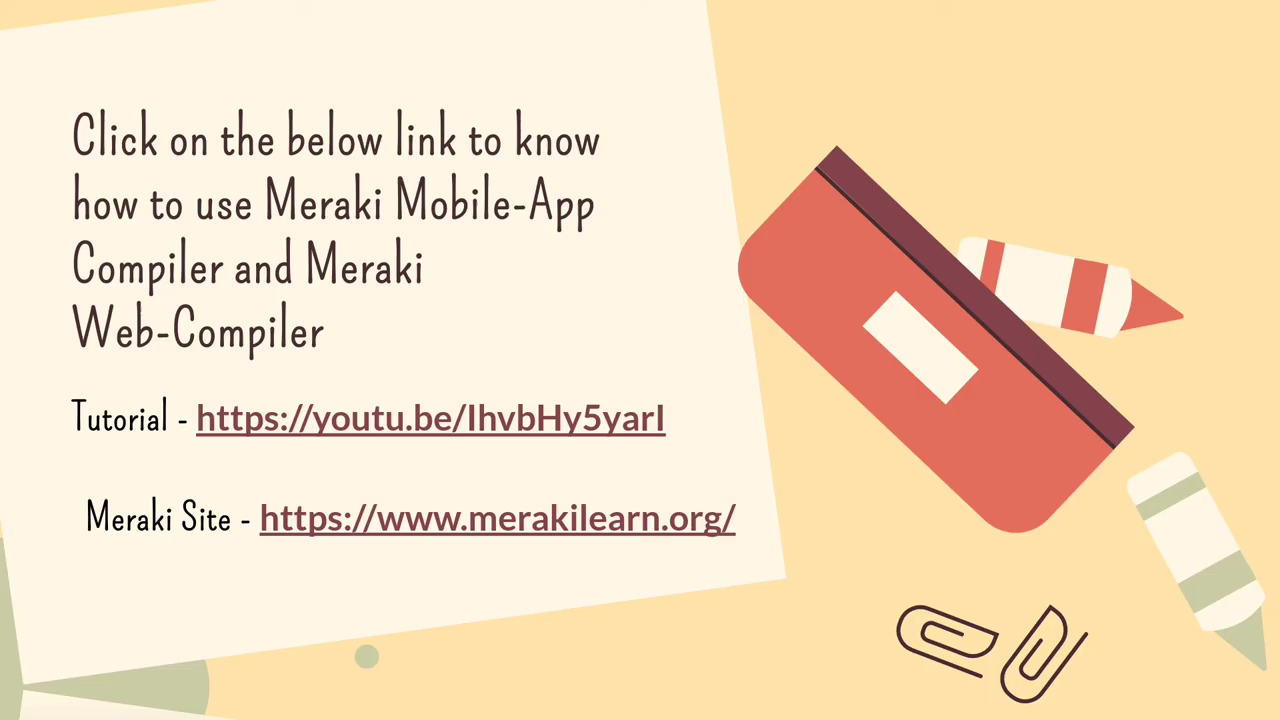 Click on the below link to know
how to use Meraki Mobile-App
Compiler and Meraki
Web-Compiler
Tutorial - https://youtu.be/IhvbHy5yarI
Meraki Site - https://www.merakilearn.org/